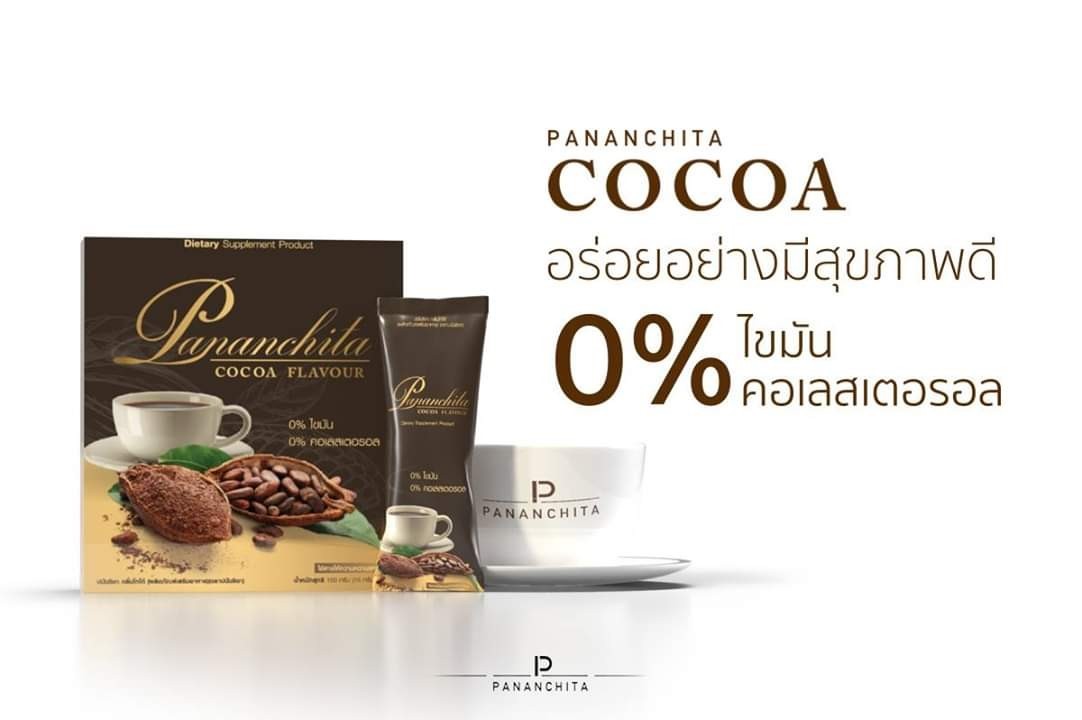 PANANCHITA
COCOA
อร่อยอย่างมีสุขภาพดี
0% ไขมัน
คอเลสเตอรอล
Dietary Supplement Product
Pananchita
COCOA FLAVOUR
0% ไขมัน
0% คอเลสเตอรอล
Pananchita
COCOA FLAVOUR
Dietary Supplement Product
0% ไขมัน
0% คอเลสเตอรอล
P
PANANCHITA
P
PANANCHITA